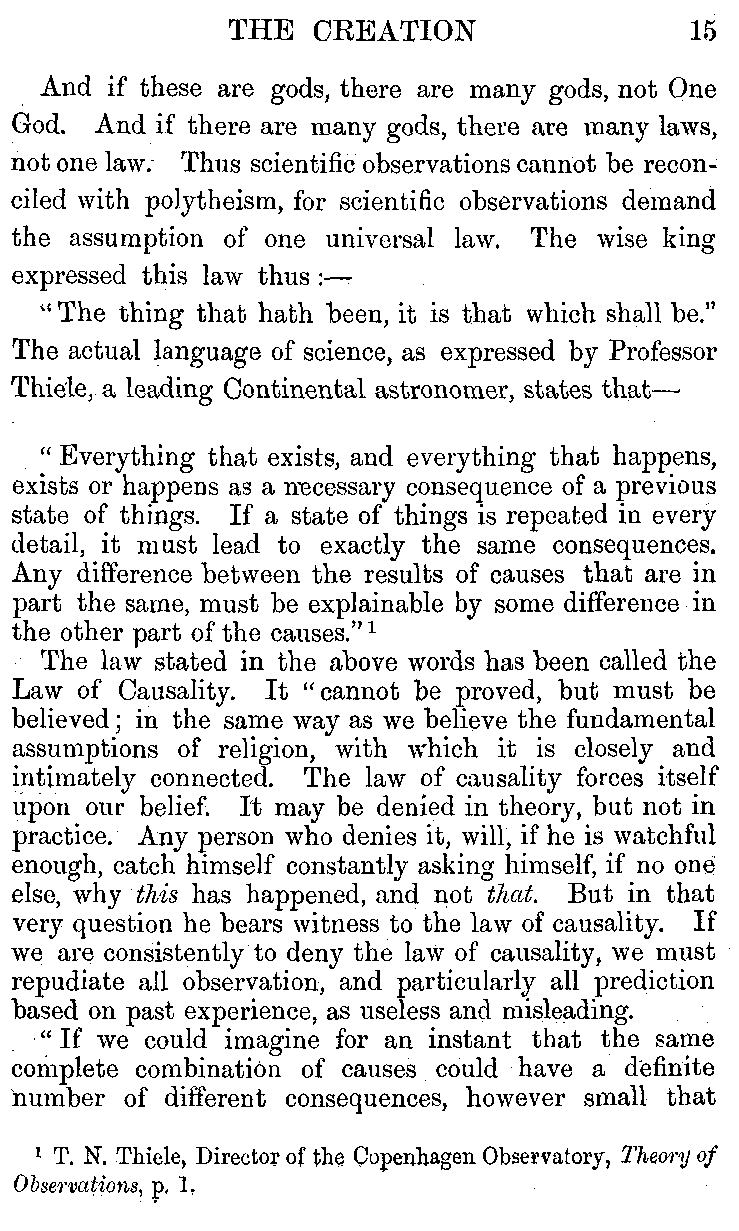 THE CREATION 15
And if these are gods, there are many gods, not One
God. And if there are many gods, there are many laws,
not one law. Thus scientific observations cannot be recon-
ciled with polytheism, for scientific observations demand
the assumption of one universal law. The wise king
expressed this law thus :—
"The thing that hath been, it is that which shall be."
The actual language of science, as expressed by Professor
Thiele, a leading Continental astronomer, states that—
"Everything that exists, and everything that happens,
exists or happens as a necessary consequence of a previous
state of things. If a state of things is repeated in every
detail, it must lead to exactly the same consequences.
Any difference between the results of causes that are in
part the same, must be explainable by some difference in
the other part of the causes."¹
The law stated in the above words has been called the
Law of Causality. It "cannot be proved, but must be
believed; in the same way as we believe the fundamental
assumptions of religion, with which it is closely and
intimately connected. The law of causality forces itself
upon our belief. It may be denied in theory, but not in
practice. Any person who denies it, will, if he is watchful
enough, catch himself constantly asking himself, if no one
else, why this has happened, and not that. But in that
very question he bears witness to the law of causality. If
we are consistently to deny the law of causality, we must
repudiate all observation, and particularly all prediction
based on past experience, as useless and misleading.
"If we could imagine for an instant that the same
complete combination of causes could have a definite
number of different consequences, however small that
¹ T. N. Thiele, Director of the Copenhagen Observatory, Theory of
Observations, p. 1.